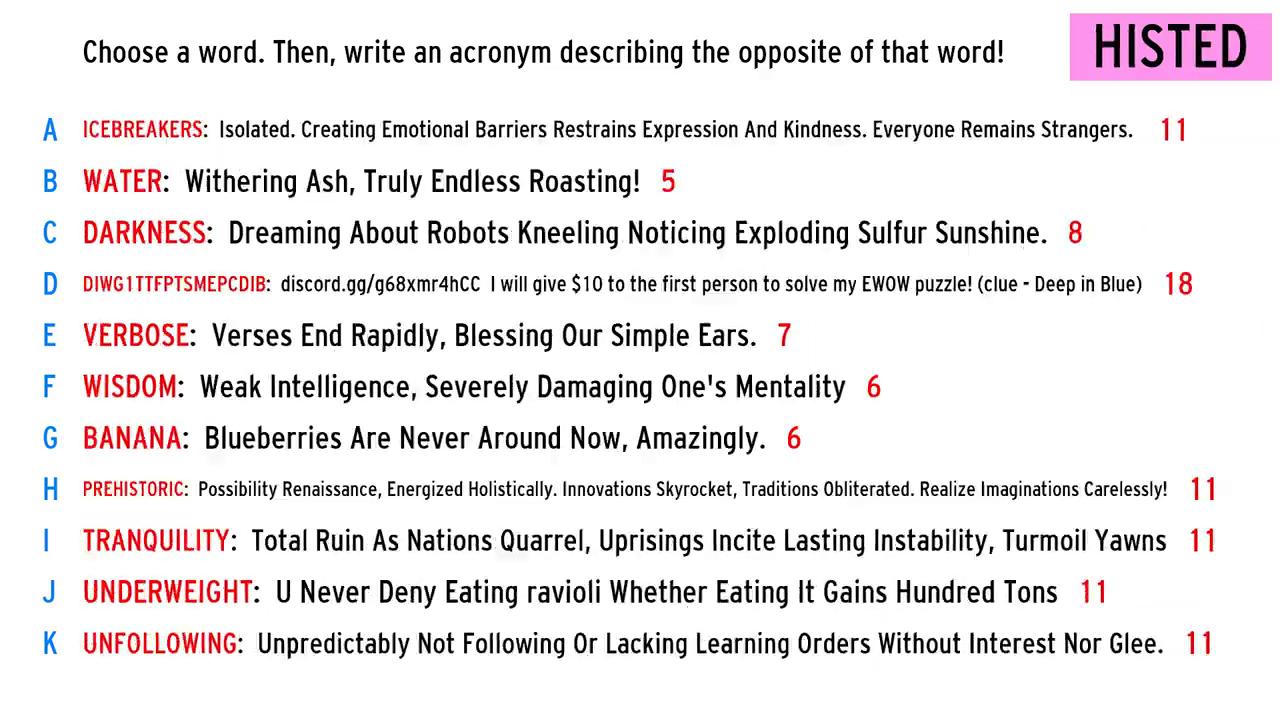 Choose a word. Then, write an acronym describing the opposite of that word!
HISTED
A ICEBREAKERS: Isolated. Creating Emotional Barriers Restrains Expression And Kindness. Everyone Remains Strangers. 11
B WATER: Withering Ash, Truly Endless Roasting! 5
C DARKNESS: Dreaming About Robots Kneeling Noticing Exploding Sulfur Sunshine. 8
D DIWG1TTFPTSMEPCDIB: discord.gg/g68xmr4hCC I will give $10 to the first person to solve my EWOW puzzle! (clue - Deep in Blue) 18
E VERBOSE: Verses End Rapidly, Blessing Our Simple Ears. 7
F WISDOM: Weak Intelligence, Severely Damaging One's Mentality 6
G BANANA: Blueberries Are Never Around Now, Amazingly. 6
H PREHISTORIC: Possibility Renaissance, Energized Holistically. Innovations Skyrocket, Traditions Obliterated. Realize Imaginations Carelessly! 11
I TRANQUILITY: Total Ruin As Nations Quarrel, Uprisings Incite Lasting Instability, Turmoil Yawns 11
J UNDERWEIGHT: U Never Deny Eating ravioli Whether Eating It Gains Hundred Tons 11
K UNFOLLOWING: Unpredictably Not Following Or Lacking Learning Orders Without Interest Nor Glee. 11